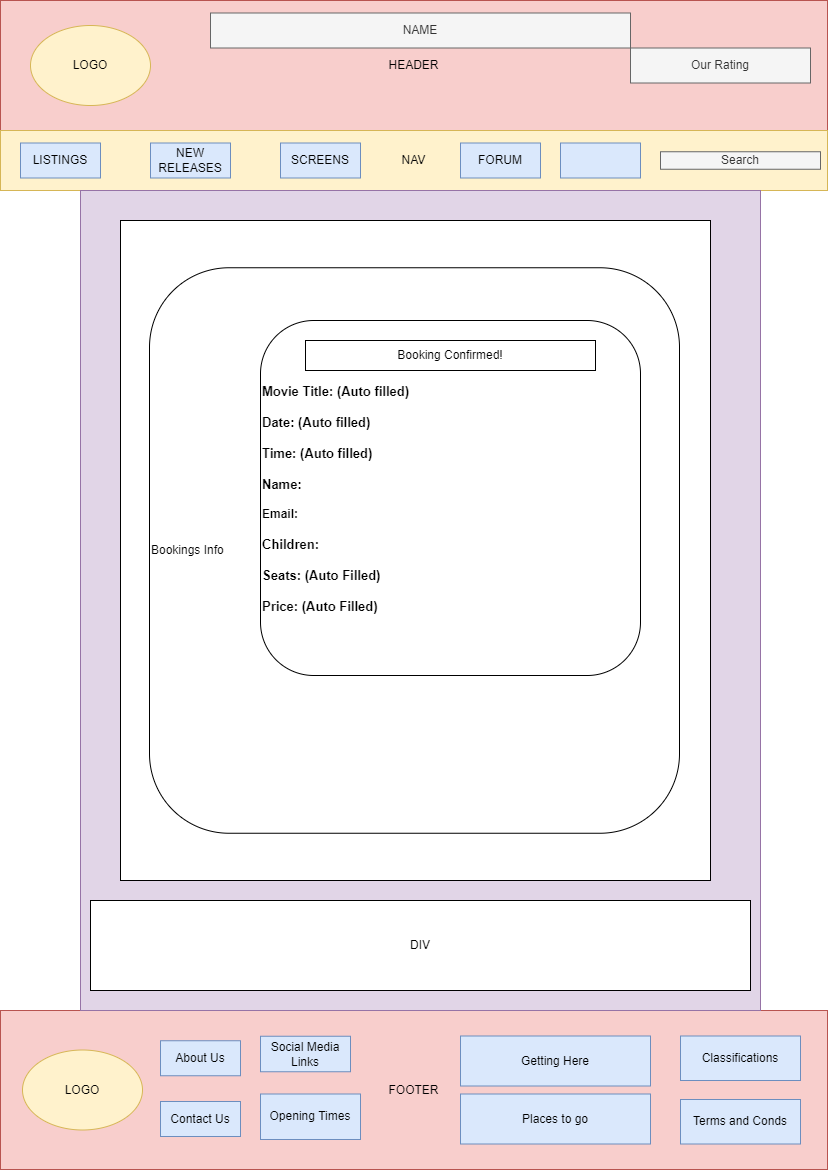 NAME
LOGO
HEADER
Our Rating
LISTINGS
NEW
RELEASES
SCREENS
NAV
FORUM
Search
Booking Confirmed!
Movie Title: (Auto filled)
Date: (Auto filled)
Time: (Auto filled)
Name:
Email:
Children:
Bookings Info
Seats: (Auto Filled)
Price: (Auto Filled)
DIV
LOGO
About Us
Social Media
Links
FOOTER
Getting Here
Classifications
Contact Us
Opening Times
Places to go
Terms and Conds